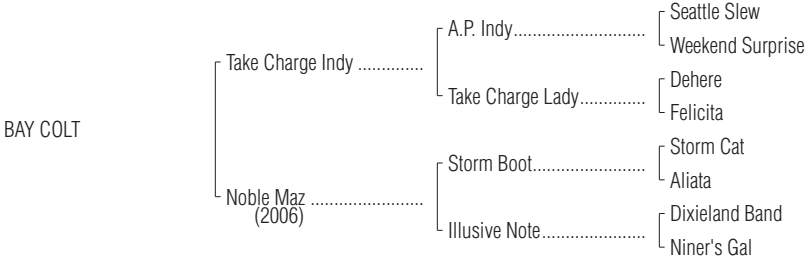 Seattle Slew
A.P. Indy............................
Weekend Surprise
Take Charge Indy ..............
Dehere
Take Charge Lady..............
Felicita
BAY COLT
Storm Cat
Storm Boot........................
Aliata
Noble Maz ........................
(2006)
Dixieland Band
Illusive Note......................
Niner's Gal